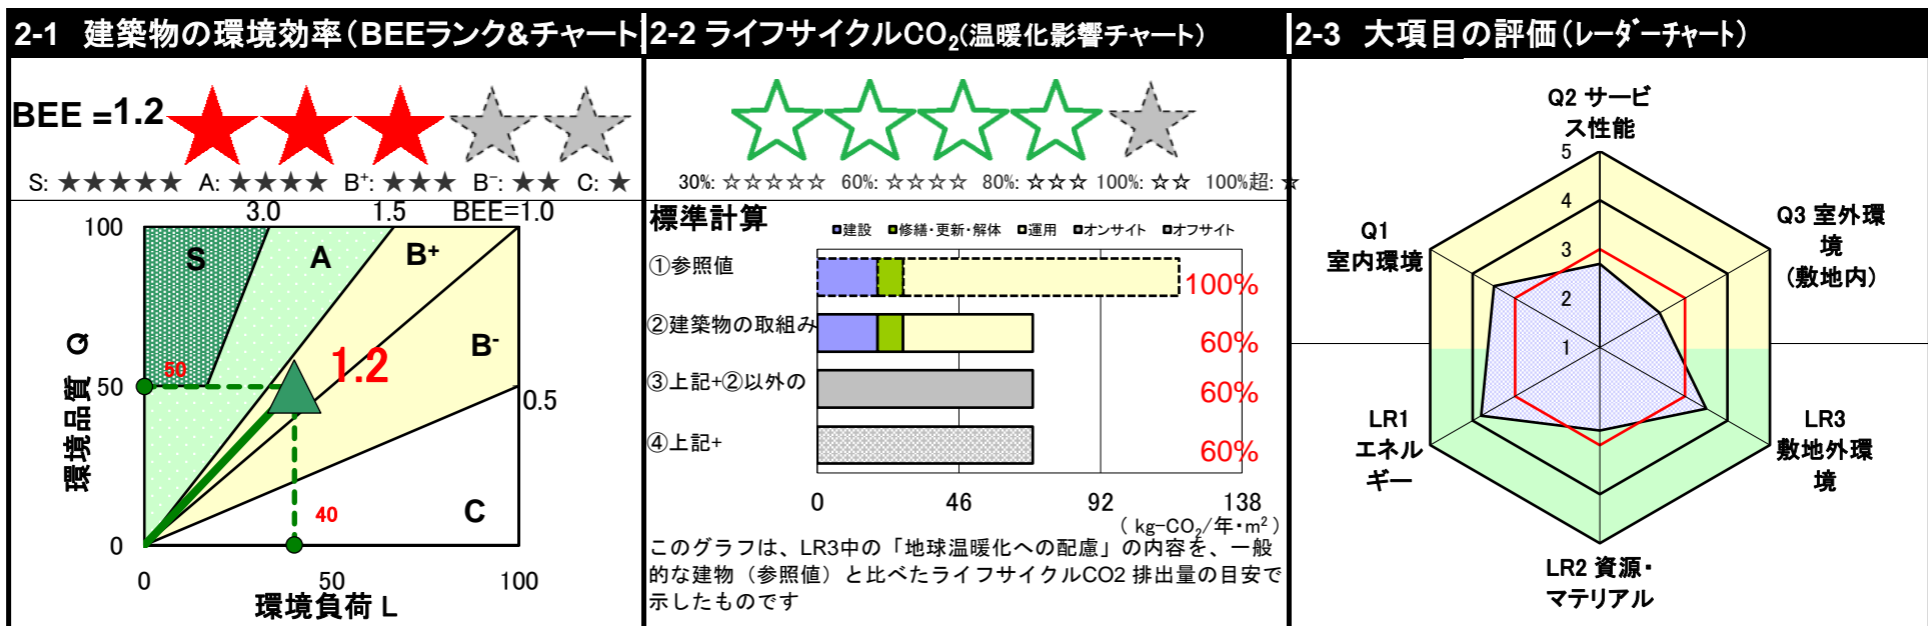 2-1 建築物の環境効率(BEEランク&チャート
BEE =1.2
S: ★★★★★ A: ★★★★ B+: ★★★ B-: ★★ C: ★
3.0 1.5 BEE=1.0
100
S
A
B+
B-
C
50
50
1.2
0.5
40
0
0
50
100
環境品質 Q
環境負荷 L
2-2 ライフサイクルCO2(温暖化影響チャート)
30%: ☆☆☆☆☆ 60%: ☆☆☆☆ 80%: ☆☆☆ 100%: ☆☆ 100%超: ☆
標準計算
■建設 ■修繕・更新・解体 ■運用 ■オンサイト ■オフサイト
①参照値
100%
②建築物の取組み
60%
③上記+②以外の
60%
④上記+
60%
0 46 92 138
( kg-CO2/年・m2 )
このグラフは、LR3中の「地球温暖化への配慮」の内容を、一般
的な建物(参照値)と比べたライフサイクルCO2 排出量の目安で
示したものです
2-3 大項目の評価(レーダーチャート)
Q2 サービ
ス性能
5
4
3
2
1
Q1
室内環境
Q3 室外環
境
(敷地内)
LR1
エネル
ギー
LR3
敷地外環
境
LR2 資源・
マテリアル